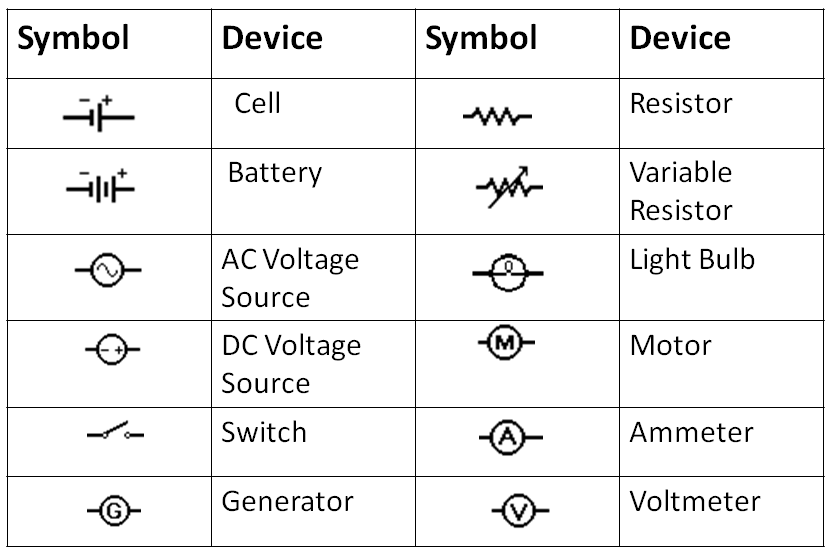 Symbol Device Symbol Device
- + Cell Resistor
- + Battery Variable
Resistor
AC Voltage
Source Light Bulb
- + DC Voltage
Source M Motor
Switch A Ammeter
G Generator V Voltmeter